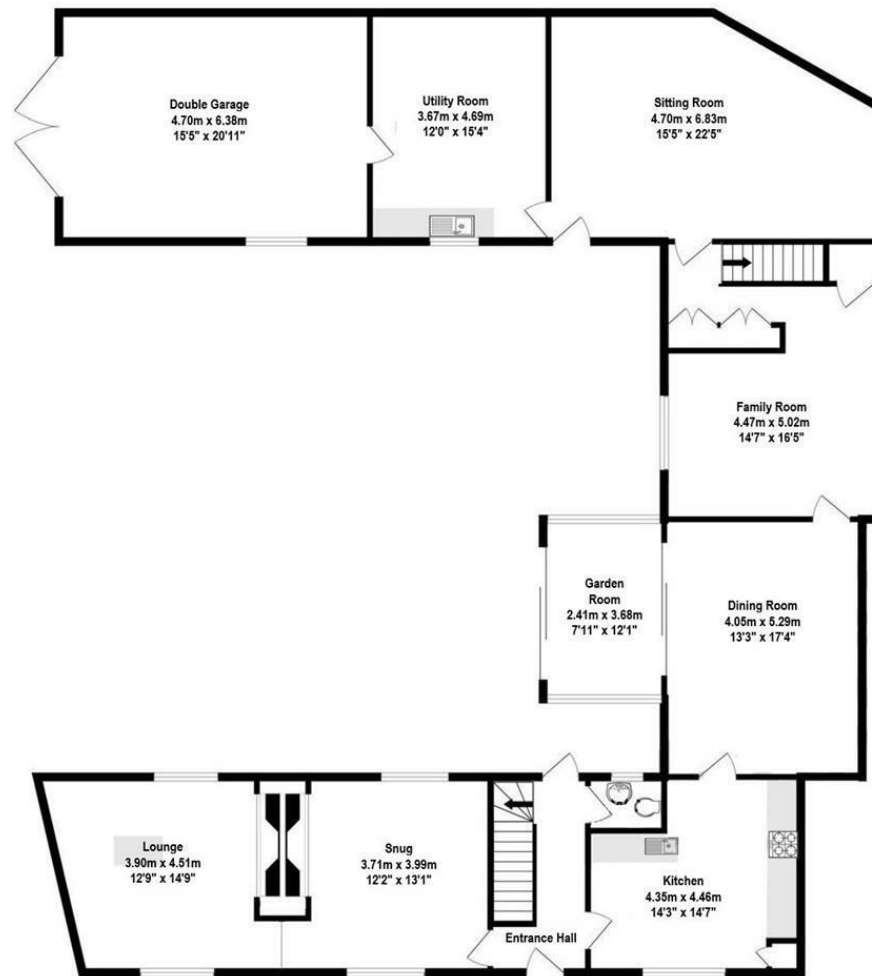 Double Garage
4.70m x 6.38m
15'5" x 20'11"
Utility Room
3.67m x 4.69m
12'0" x 15'4"
Sitting Room
4.70m x 6.83m
15'5" x 22'5"
Family Room
4.47m x 5.02m
14'7" x 16'5"
Garden
Room
2.41m x 3.68m
7'11" x 12'1"
Dining Room
4.05m x 5.29m
13'3" x 17'4"
Lounge
3.90m x 4.51m
12'9" x 14'9"
Snug
3.71m x 3.99m
12'2" x 13'1"
Entrance Hall
Kitchen
4.35m x 4.46m
14'3" x 14'7"